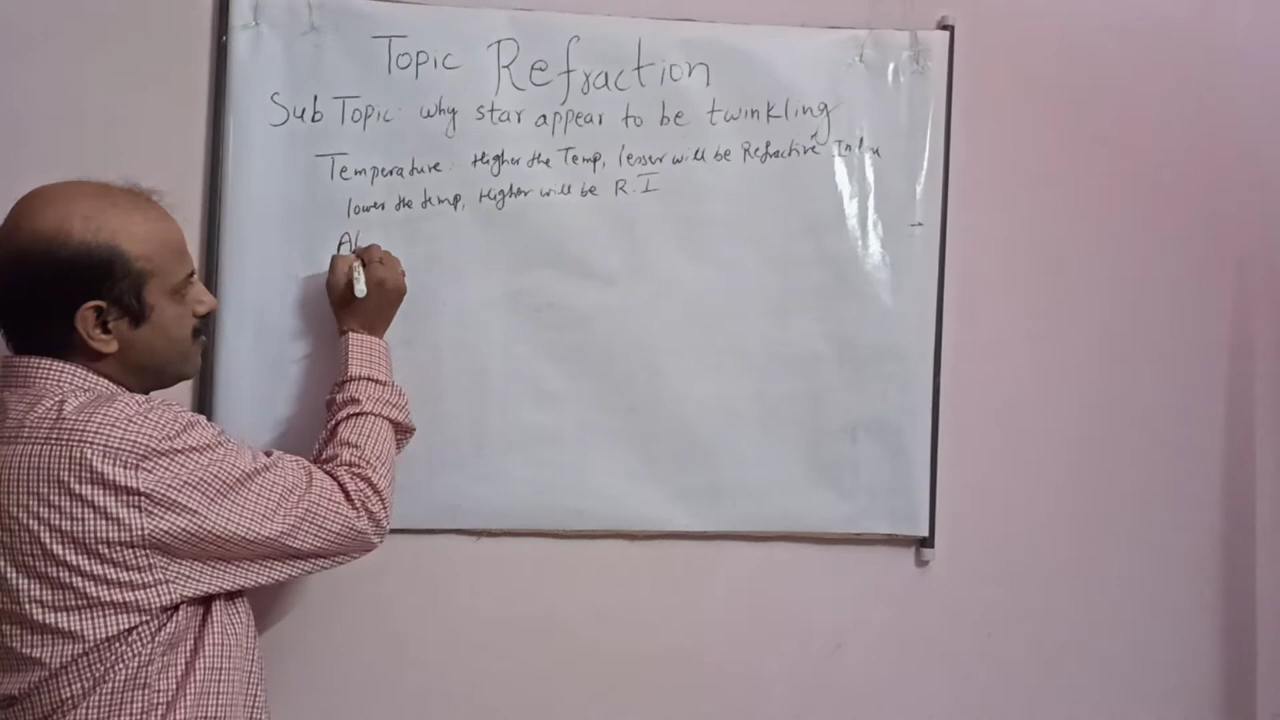 Topic Refraction
Sub Topic: why star appear to be twinkling
Temperature: Higher the Temp, lesser will be Refractive Index
lower the temp, Higher will be R.I